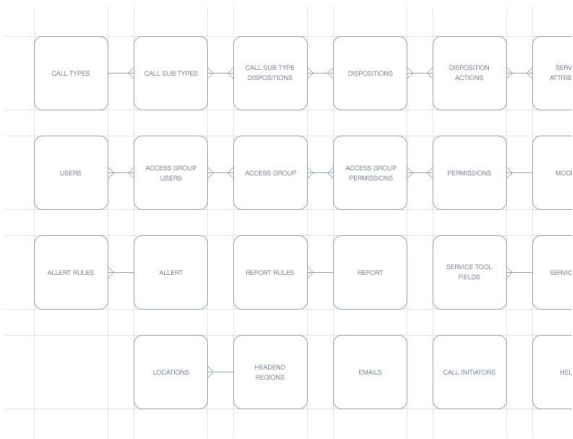 CALL TYPES
CALL SUB TYPES
CALL SUB TYPE
DISPOSITIONS
DISPOSITIONS
DISPOSITION
ACTIONS
USERS
ACCESS GROUP
USERS
ACCESS GROUP
ACCESS GROUP
PERMISSIONS
PERMISSIONS
ALLERT RULES
ALLERT
REPORT RULES
REPORT
SERVICE TOOL
FIELDS
LOCATIONS
HEADEND
REGIONS
EMAILS
CALL INITIATORS